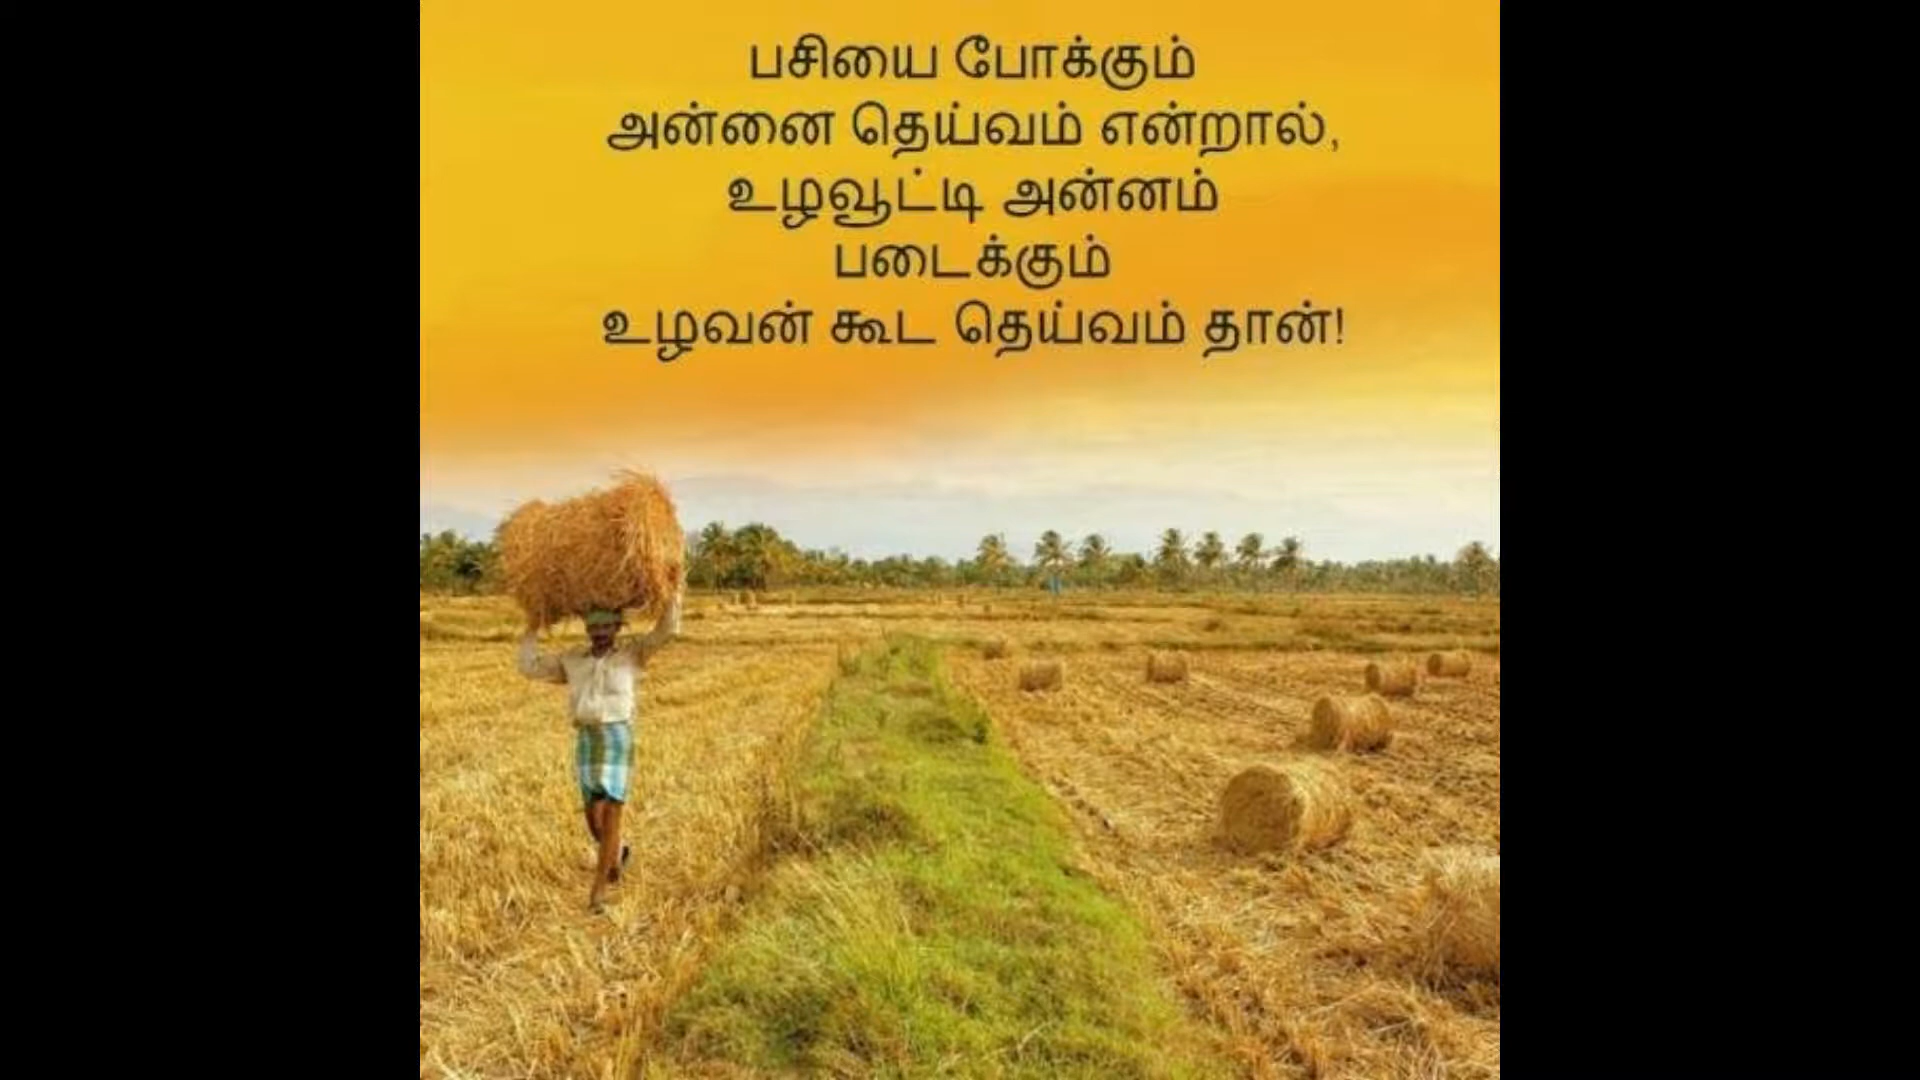 பசியை போக்கும்
அன்னை தெய்வம் என்றால்,
உழவூட்டி அன்னம்
படைக்கும்
உழவன் கூட தெய்வம் தான்!